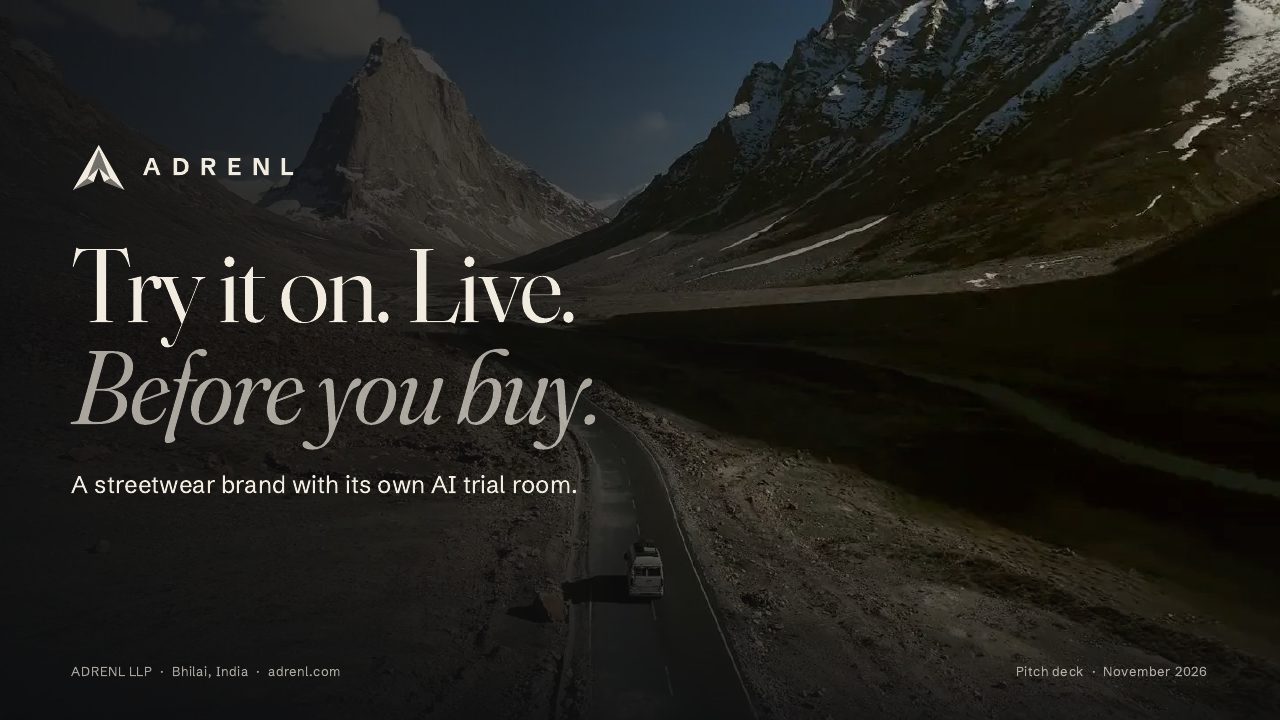 ADRENL
Try it on. Live.
Before you buy.
A streetwear brand with its own AI trial room.
ADRENL LLP · Bhilai, India · adrenl.com
Pitch deck · November 2026